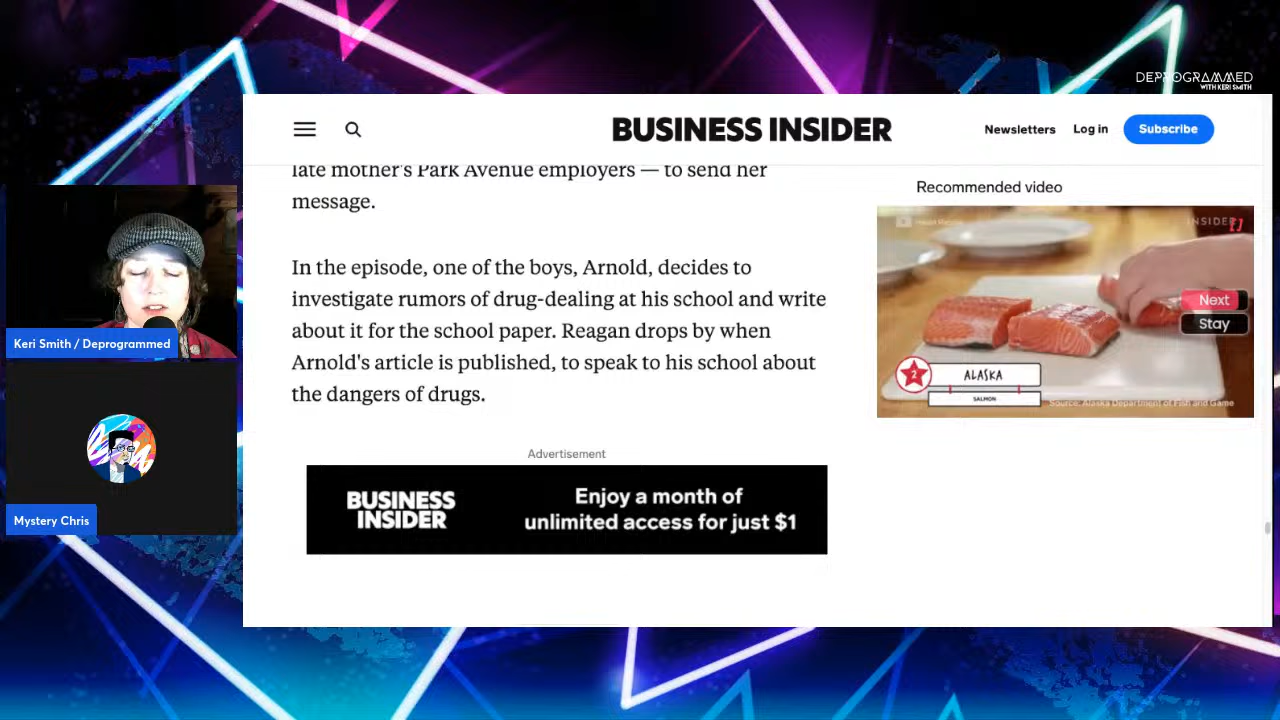 DEPROGRAMMED
WITH KERI SMITH
BUSINESS INSIDER
Newsletters
Log in
Subscribe
late mother's Park Avenue employers — to send her
message.
In the episode, one of the boys, Arnold, decides to
investigate rumors of drug-dealing at his school and write
about it for the school paper. Reagan drops by when
Arnold's article is published, to speak to his school about
the dangers of drugs.
Recommended video
INSIDER
Next
Stay
2
ALASKA
SALMON
Source: Alaska Department of Fish and Game
Keri Smith / Deprogrammed
Mystery Chris
Advertisement
BUSINESS
INSIDER
Enjoy a month of
unlimited access for just $1